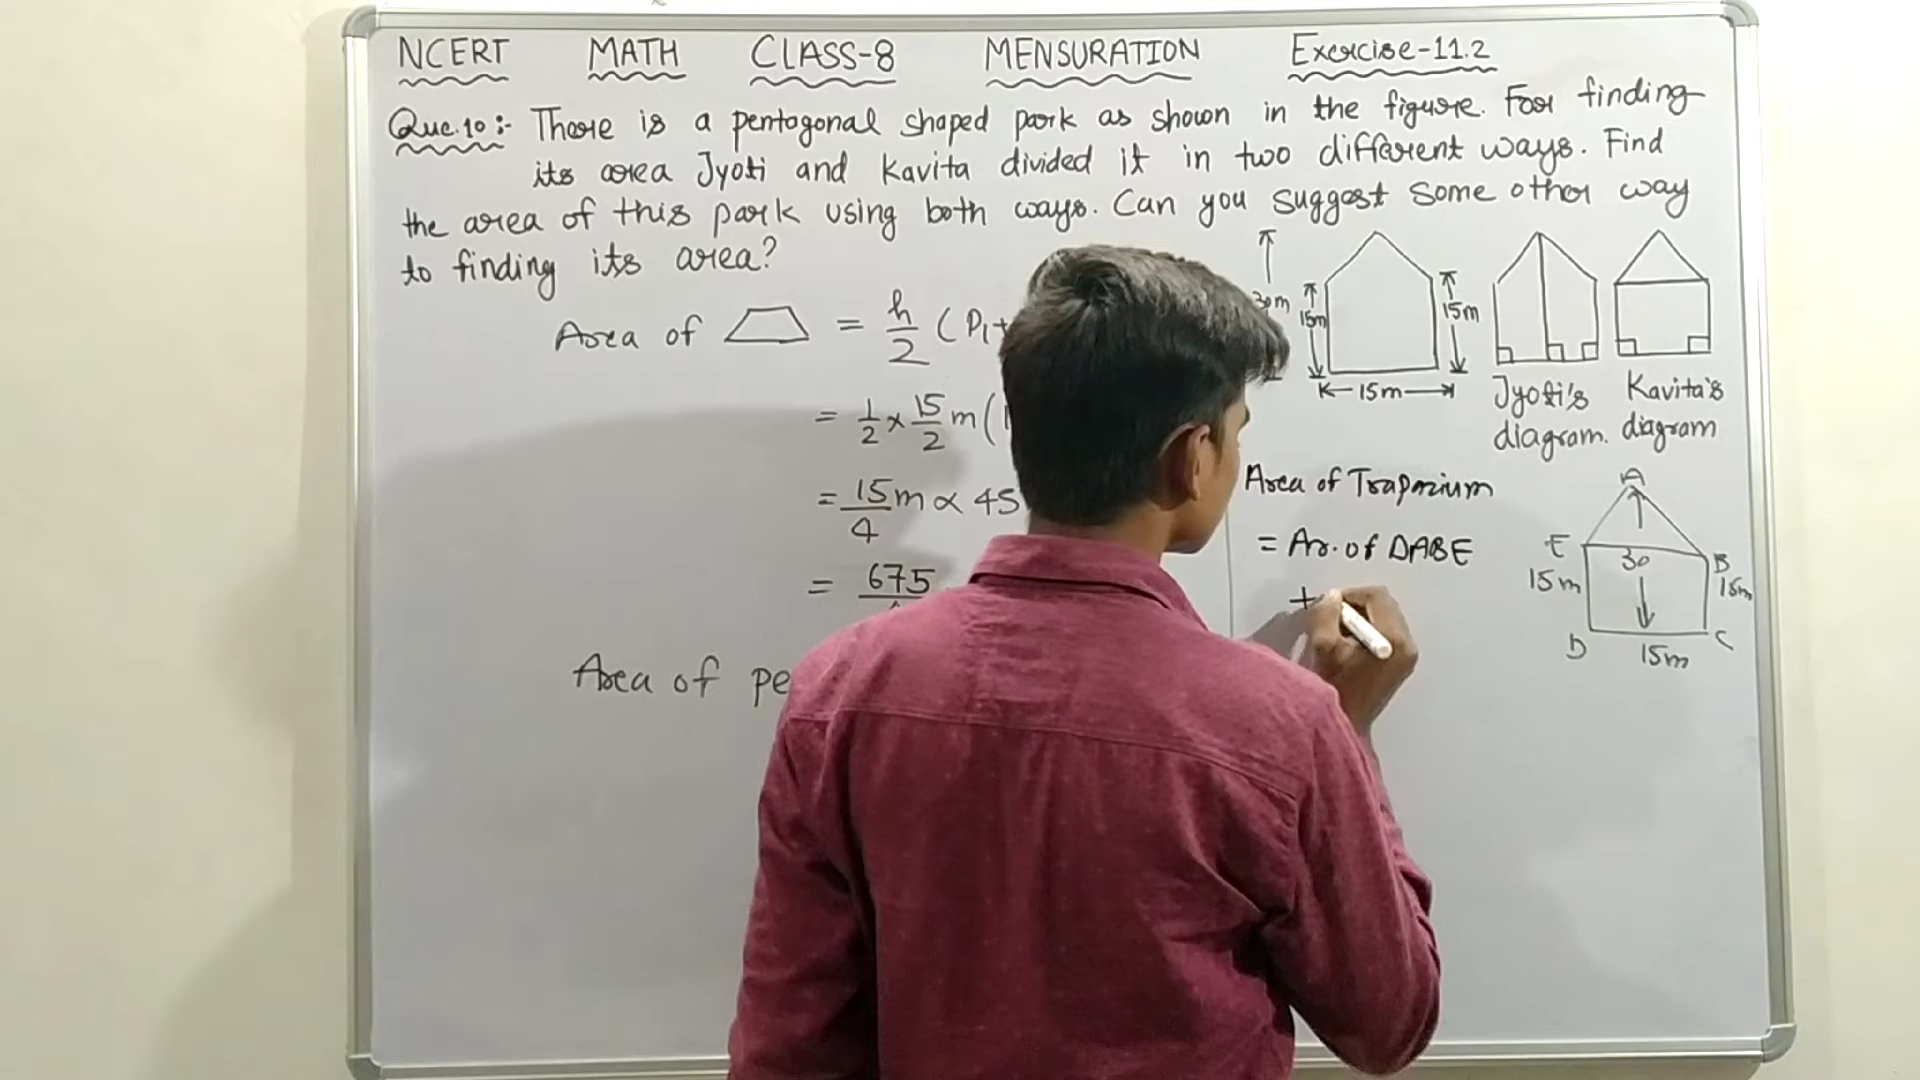 NCERT MATH CLASS-8 MENSURATION Exercise-11.2
Que.10:- There is a pentagonal shaped park as shown in the figure. For finding
its area Jyoti and Kavita divided it in two different ways. Find
the area of this park using both ways. Can you suggest some other way
to finding its area?
30m
15m
15m
15m
Jyoti's
diagram.
Kavita's
diagram
Area of = h/2 (P1+
= 1/2 × 15/2 m (1
= 15/4 m × 45
= 675
Area of pe
Area of Trapezium
= Ar. of ΔABE
+
A
E
B
30
15m
15m
D
C
15m